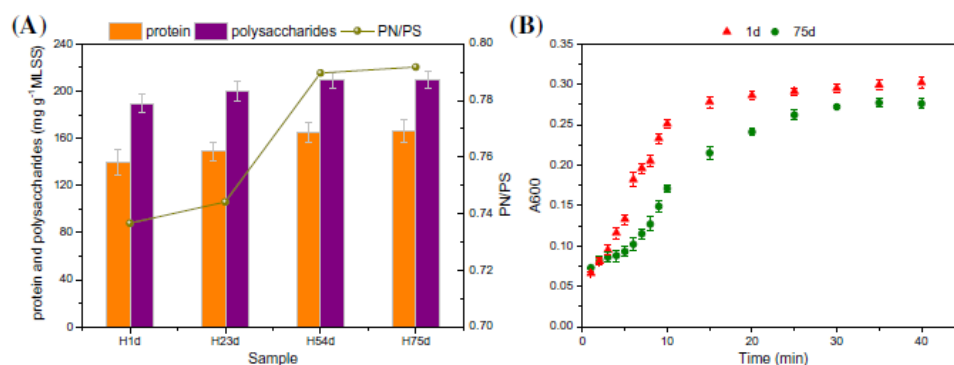 (A)
protein polysaccharides PN/PS
protein and polysaccharides (mg g⁻¹MLSS)
240
200
160
120
80
40
0
0.80
0.78
0.76
0.74
0.72
0.70
PN/PS
H1d H23d H54d H75d
Sample
(B)
1d 75d
A600
0.35
0.30
0.25
0.20
0.15
0.10
0.05
0.00
0 10 20 30 40
Time (min)